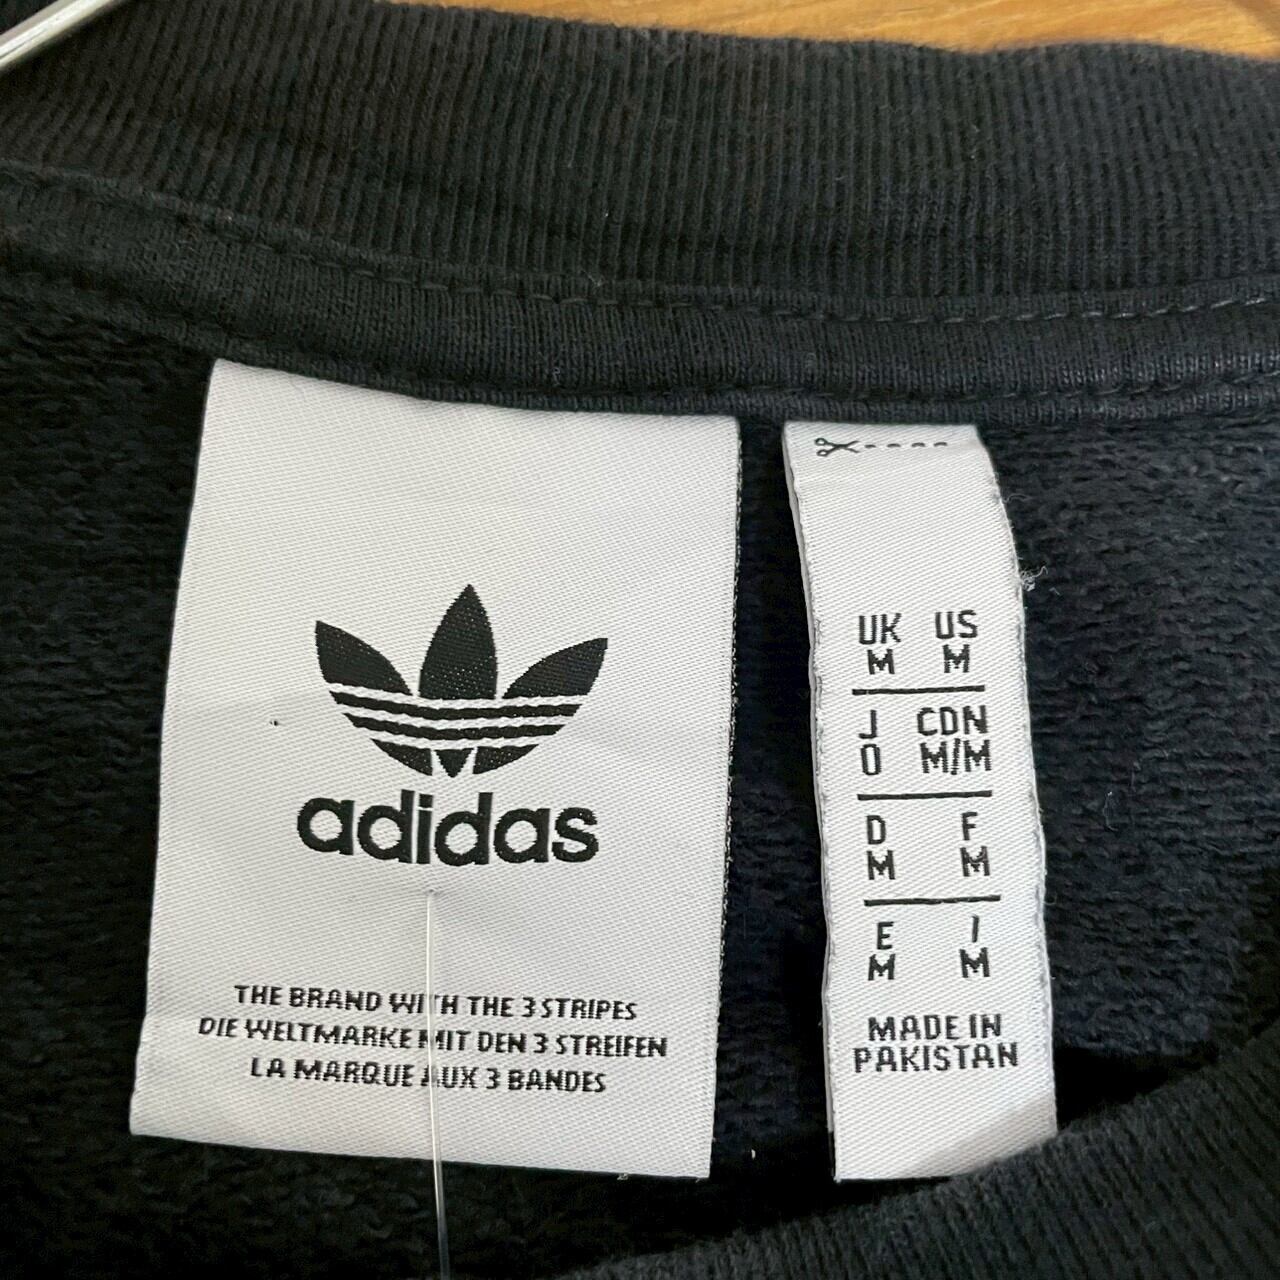 adidas
THE BRAND WITH THE 3 STRIPES
DIE WELTMARKE MIT DEN 3 STREIFEN
LA MARQUE AUX 3 BANDES
UK US
M M
J CDN
O M/M
D F
M M
E I
M M
MADE IN
PAKISTAN